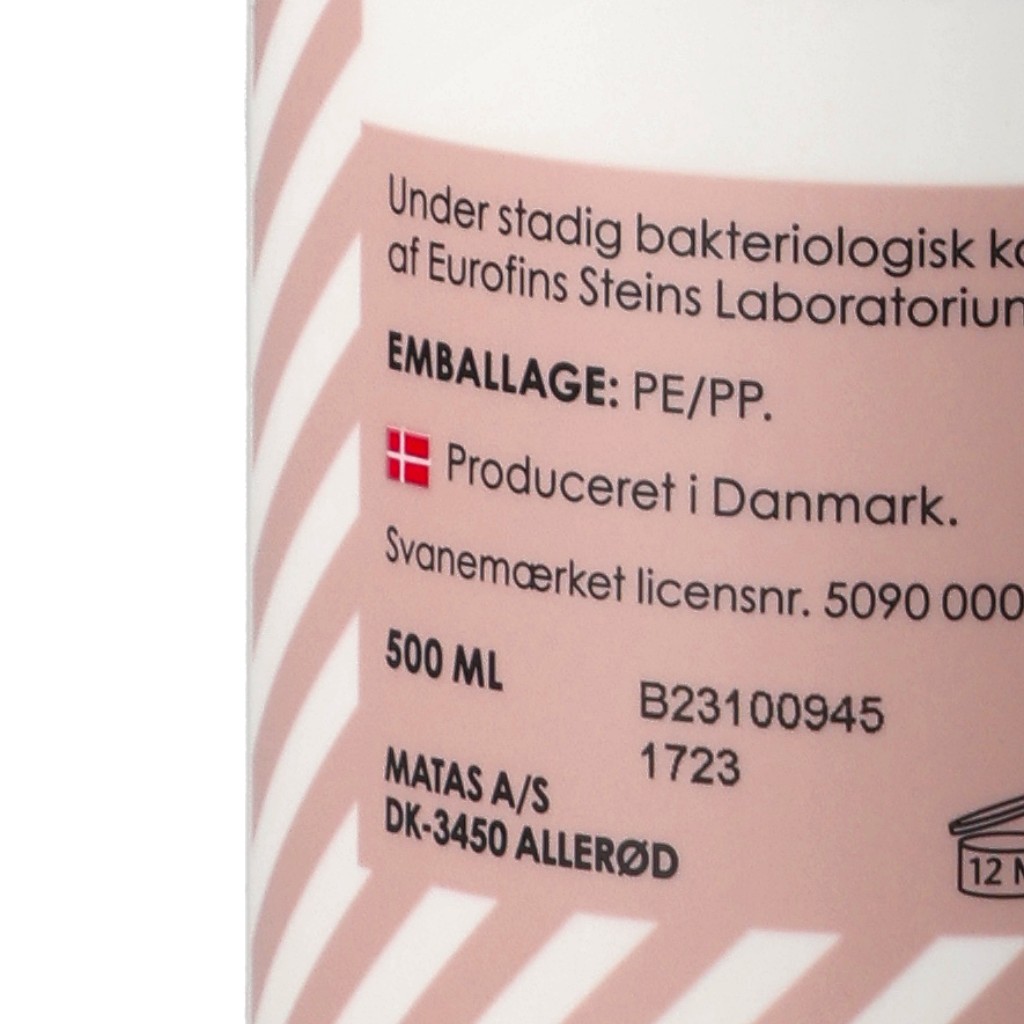 Under stadig bakteriologisk
af Eurofins Steins
EMBALLAGE: PE/PP.
Produceret i Danmark.
Svanemærket licensnr. 5090 000
500 ML
B23100945
1723
MATAS A/S
DK-3450 ALLERØD
12